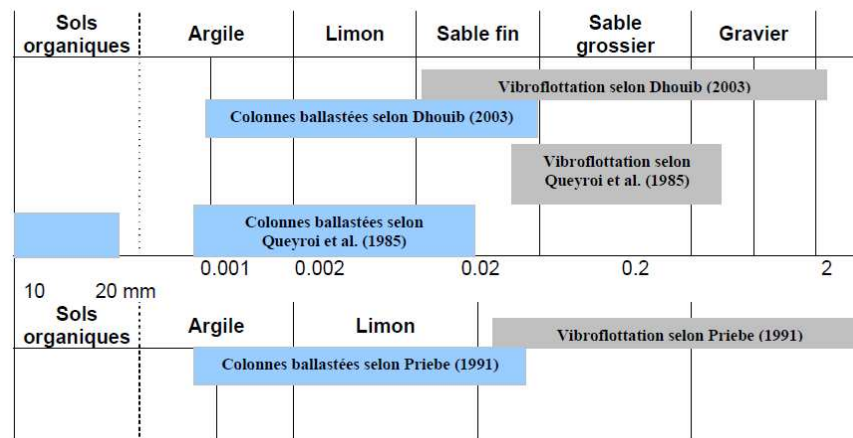 Sols
organiques
Argile
Limon
Sable fin
Sable
grossier
Gravier
Vibroflottation selon Dhouib (2003)
Colonnes ballastées selon Dhouib (2003)
Vibroflottation selon
Queyroi et al. (1985)
Colonnes ballastées selon
Queyroi et al. (1985)
0.001 0.002 0.02 0.2 2
10 20 mm
Sols
organiques
Argile
Limon
Vibroflottation selon Priebe (1991)
Colonnes ballastées selon Priebe (1991)